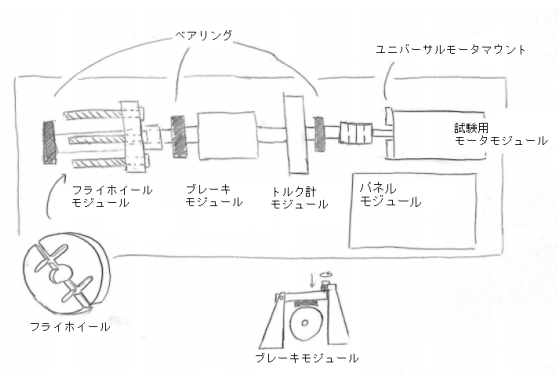 ベアリング
ユニバーサルモータマウント
試験用
モータモジュール
フライホイール
モジュール
ブレーキ
モジュール
トルク計
モジュール
パネル
モジュール
フライホイール
ブレーキモジュール